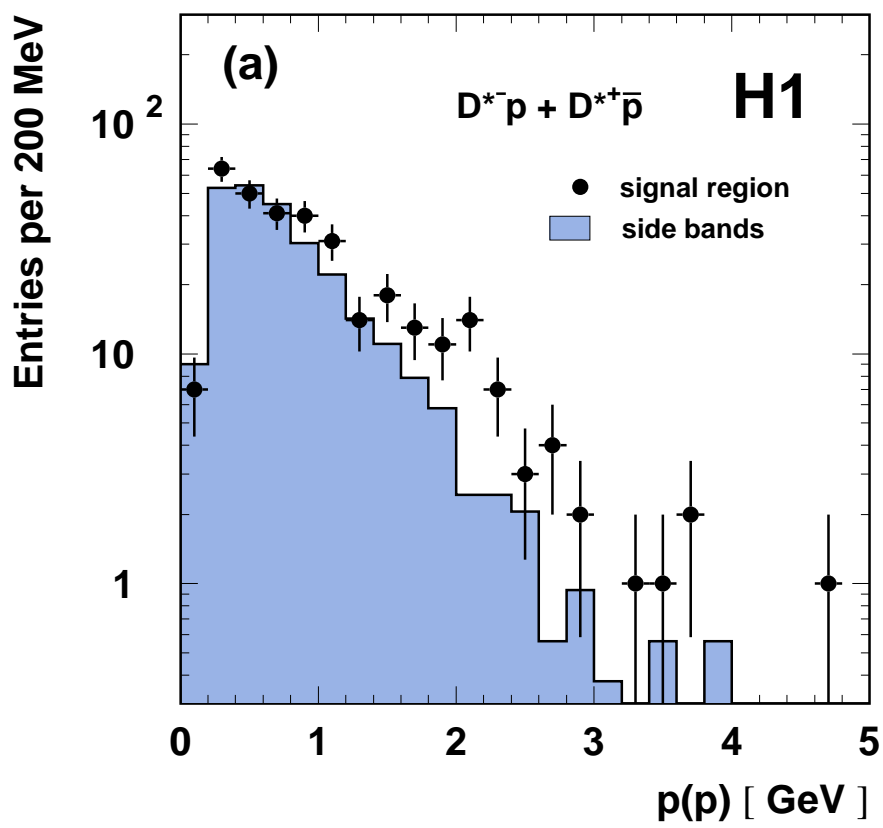 (a)
D*⁻p + D*⁺p̅
H1
signal region
side bands
Entries per 200 MeV
10²
10
1
0 1 2 3 4 5
p(p) [ GeV ]